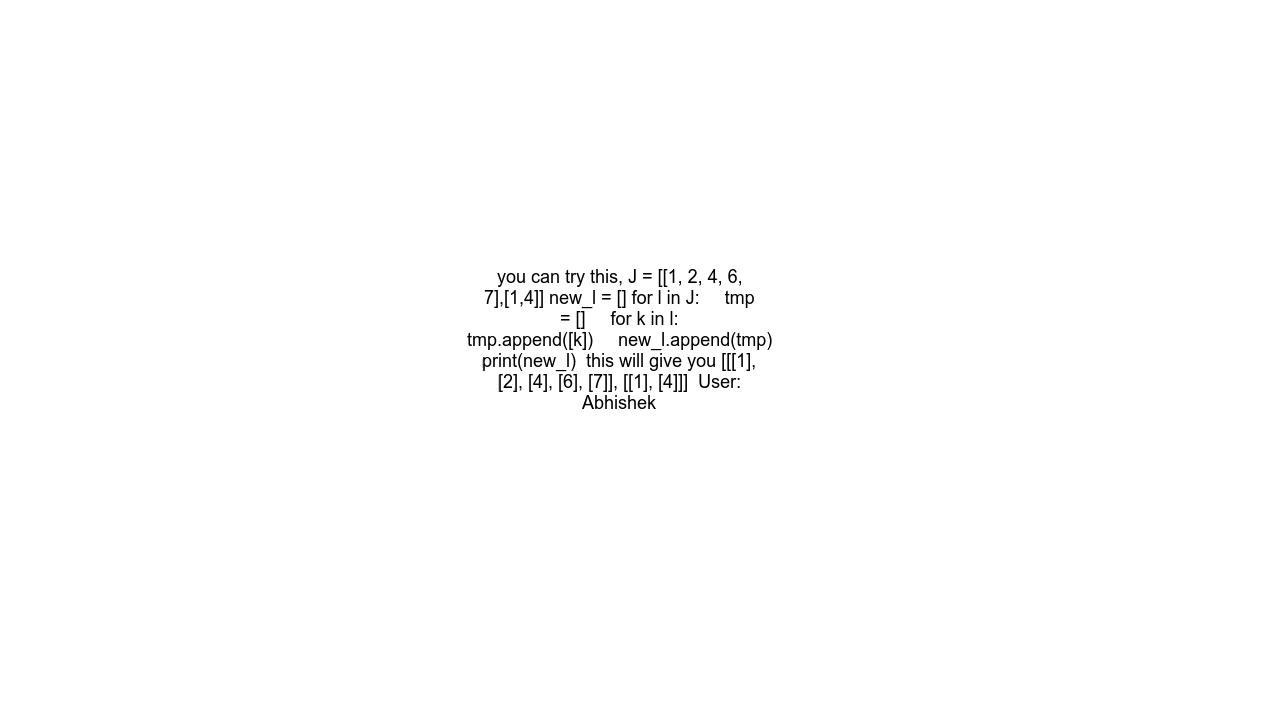 you can try this, J = [[1, 2, 4, 6,
7],[1,4]] new_l = [] for l in J:     tmp
= []     for k in l:
tmp.append([k])     new_l.append(tmp)
print(new_l)  this will give you [[[1],
[2], [4], [6], [7]], [[1], [4]]]  User:
Abhishek